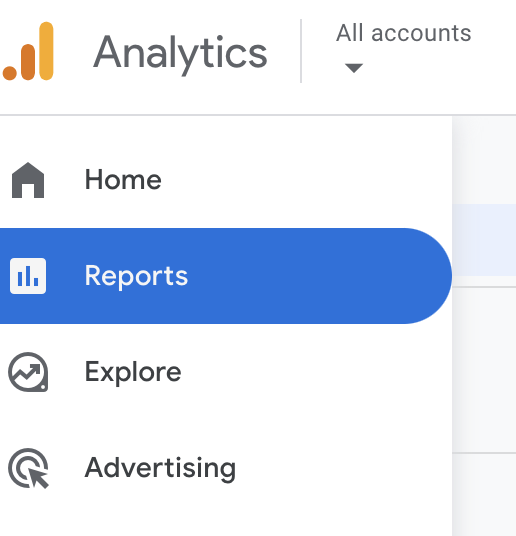 All accounts
Analytics
Home
Reports
Explore
Advertising